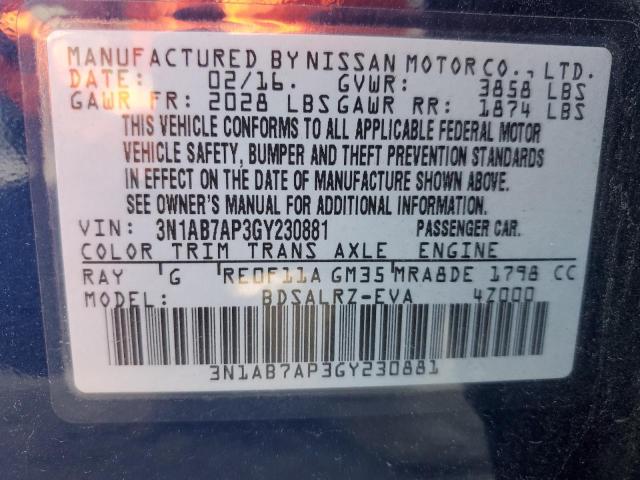 MANUFACTURED BY NISSAN MOTOR CO., LTD.
DATE: 02/16. GVWR: 3858 LBS
GAWR FR: 2028 LBS GAWR RR: 1874 LBS
THIS VEHICLE CONFORMS TO ALL APPLICABLE FEDERAL MOTOR
VEHICLE SAFETY, BUMPER AND THEFT PREVENTION STANDARDS
IN EFFECT ON THE DATE OF MANUFACTURE SHOWN ABOVE.
SEE OWNER'S MANUAL FOR ADDITIONAL INFORMATION.
VIN: 3N1AB7AP3GY230881 PASSENGER CAR.
COLOR TRIM TRANS AXLE ENGINE
RAY G RE0F11A GM35 MRA8DE 1798 CC
MODEL: BDSALRZ-EVA 4Z000
3N1AB7AP3GY230881